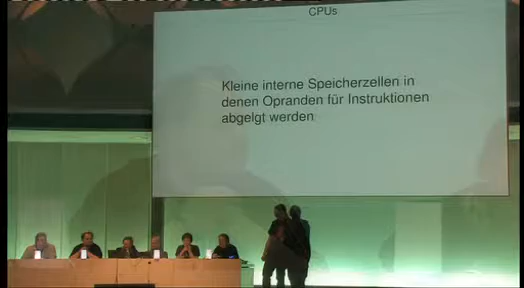 CPUs
Kleine interne Speicherzellen in
denen Opranden für Instruktionen
abgelgt werden